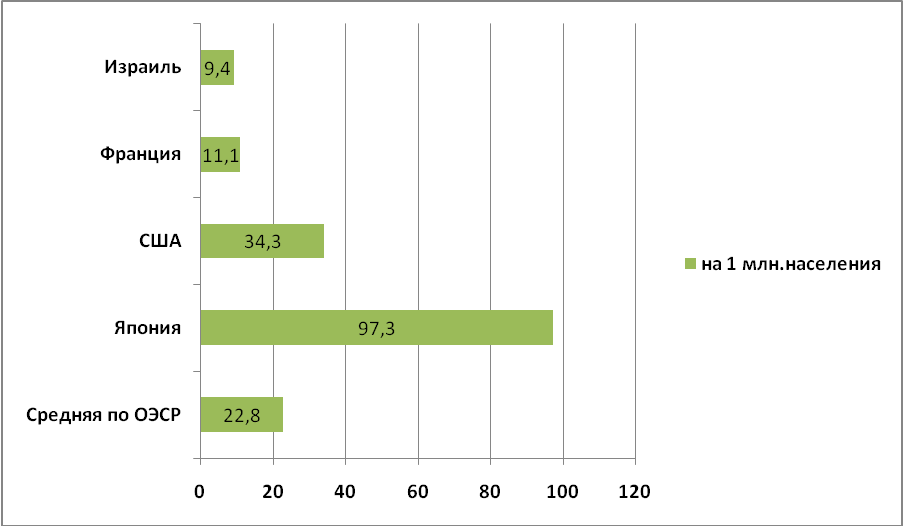 Израиль
9,4
Франция
11,1
США
34,3
на 1 млн.населения
Япония
97,3
Средняя по ОЭСР
22,8
0 20 40 60 80 100 120